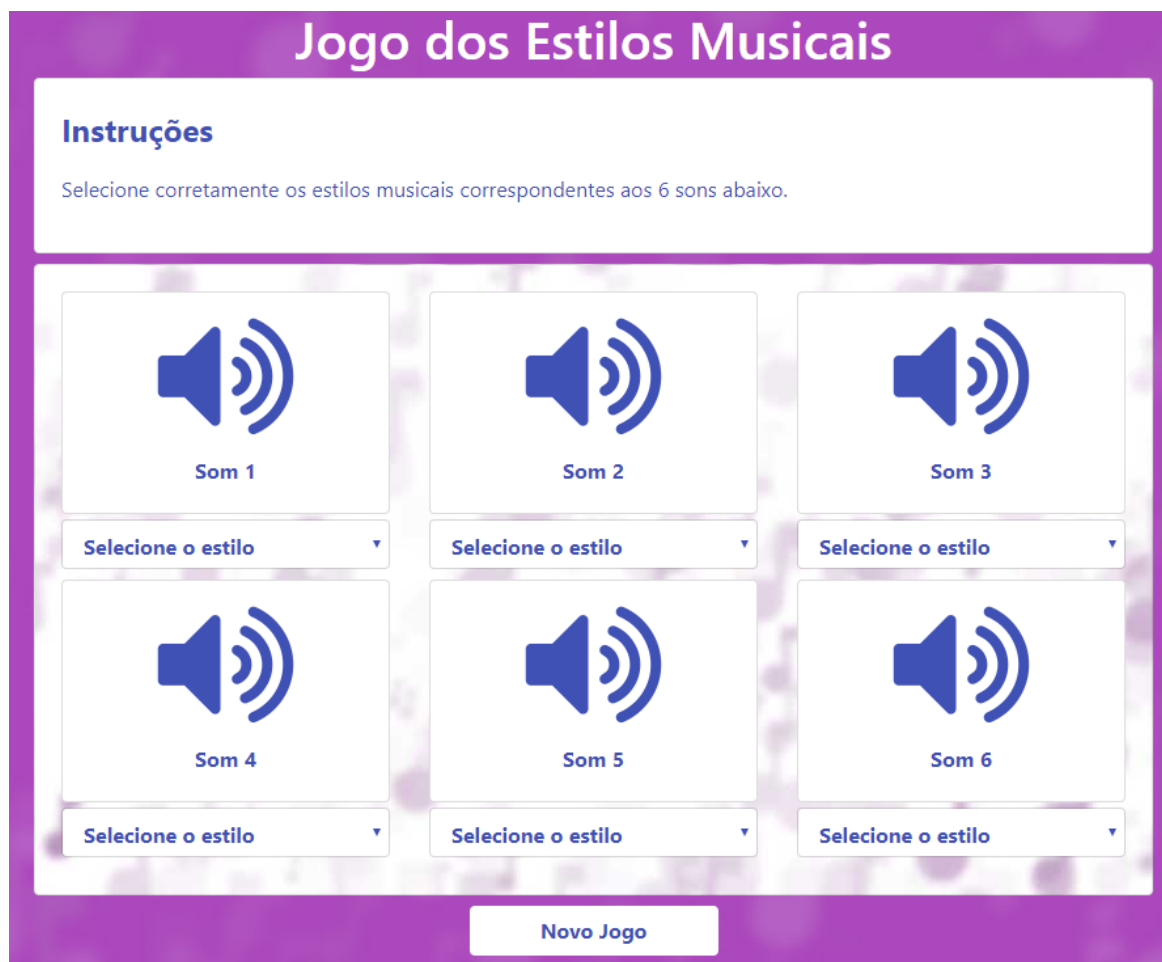 Jogo dos Estilos Musicais
Instruções
Selecione corretamente os estilos musicais correspondentes aos 6 sons abaixo.
Som 1
Som 2
Som 3
Selecione o estilo
Selecione o estilo
Selecione o estilo
Som 4
Som 5
Som 6
Selecione o estilo
Selecione o estilo
Selecione o estilo
Novo Jogo